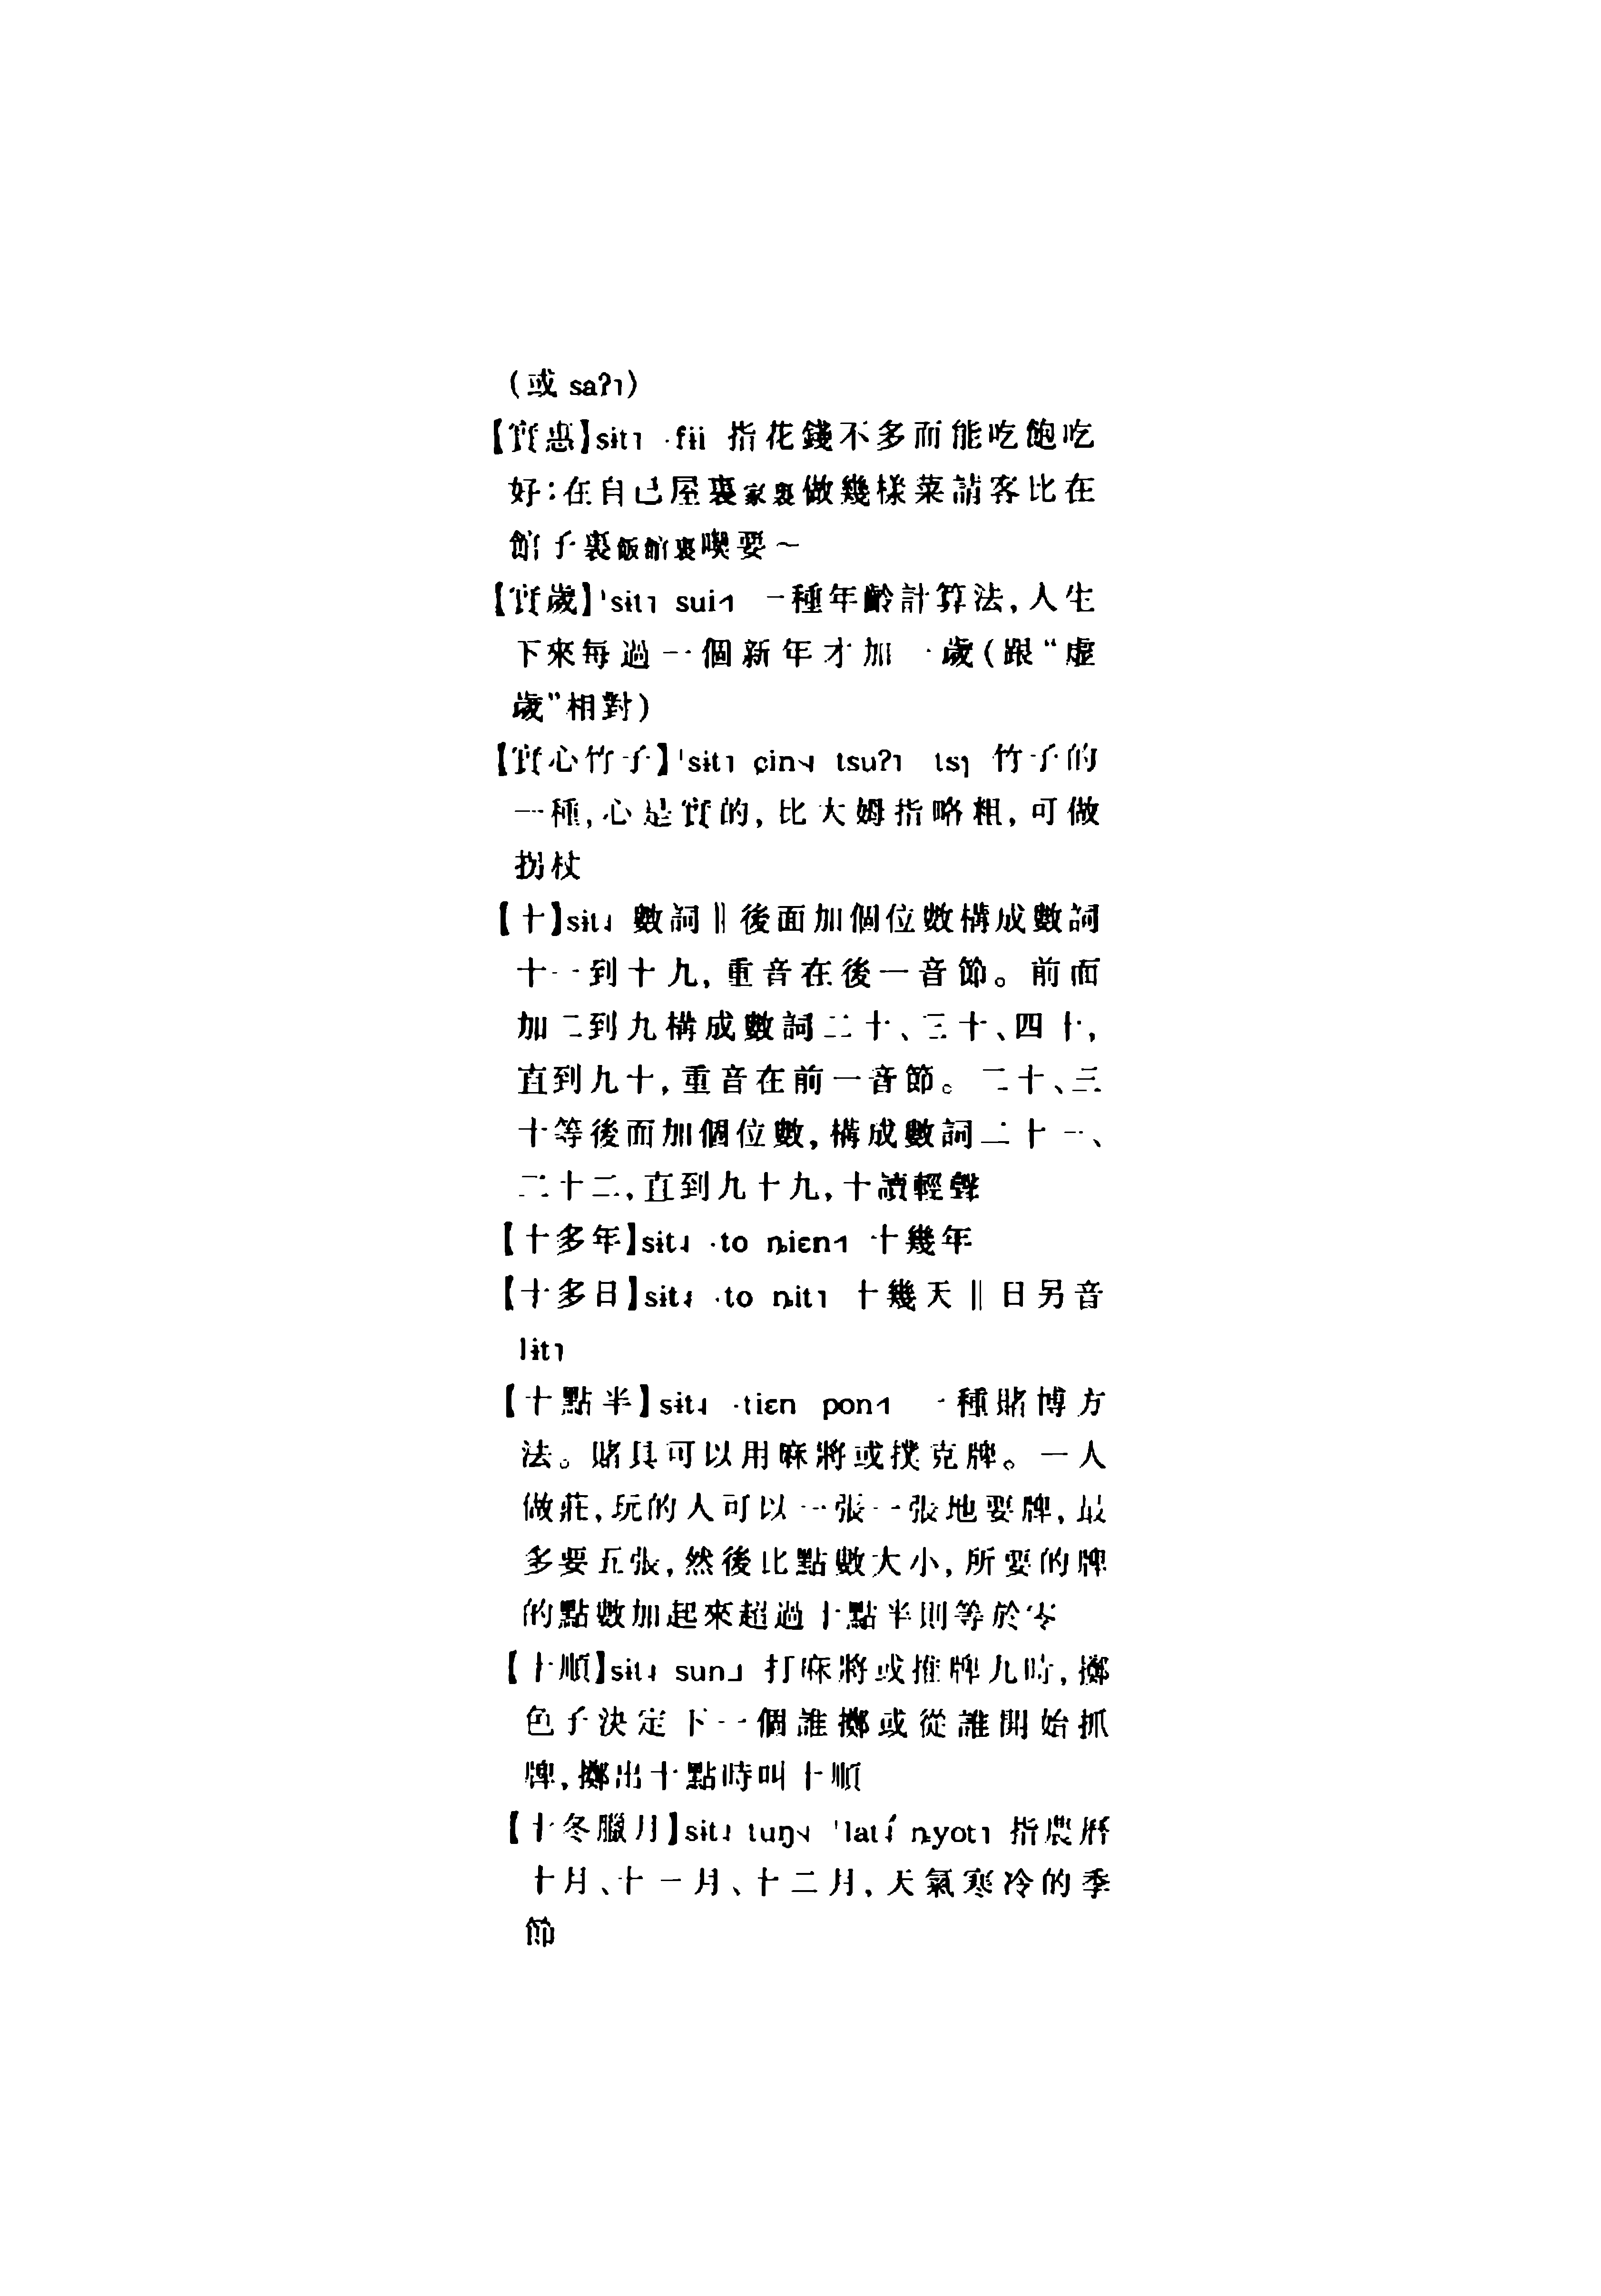 (或 saʔ˥)
【實惠】sɨt˥ ·fɨi 指花錢不多而能吃飽吃
好:在自己屋裏家裏做幾樣菜請客比在
館子裏飯館裏喫要～
【實歲】ˈsɨt˥ sui˧˥ 一種年齡計算法,人生
下來每過一個新年才加一歲(跟“虛
歲”相對)
【實心竹子】ˈsɨt˥ ɕin˦˨ tsuʔ˥ tsɿ 竹子的
一種,心是實的,比大姆指略粗,可做
拐杖
【十】sɨt˨ 數詞‖後面加個位數構成數詞
十一到十九,重音在後一音節。前面
加二到九構成數詞二十、三十、四十,
直到九十,重音在前一音節。二十、三
十等後面加個位數,構成數詞二十一、
二十二,直到九十九,十讀輕聲
【十多年】sɨt˨ ·to ȵiɛn˧˥ 十幾年
【十多日】sɨt˨ ·to ȵit˥ 十幾天‖日另音
lɨt˥
【十點半】sɨt˨ ·tiɛn pon˧˥ 一種賭博方
法。賭具可以用麻將或撲克牌。一人
做莊,玩的人可以一張一張地要牌,最
多要五張,然後比點數大小,所要的牌
的點數加起來超過十點半則等於零
【十順】sɨt˨ sun˩ 打麻將或推牌九時,擲
色子決定下一個誰擲或從誰開始抓
牌,擲出十點時叫十順
【十冬臘月】sɨt˨ tuŋ˦˨ ˈlat ȵyot˥ 指農曆
十月、十一月、十二月,天氣寒冷的季
節